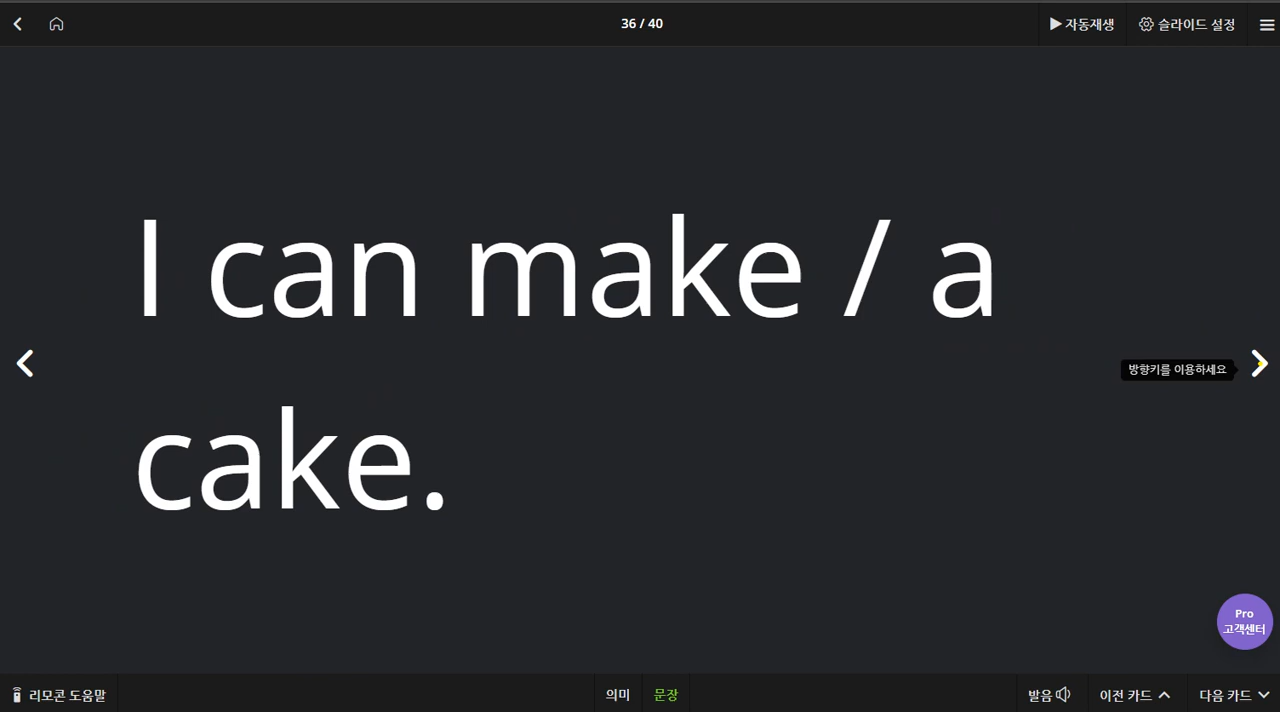 36 / 40
▶ 자동재생
슬라이드 설정
I can make / a
cake.
방향키를 이용하세요
Pro
고객센터
리모콘 도움말
의미
문장
발음
이전 카드
다음 카드